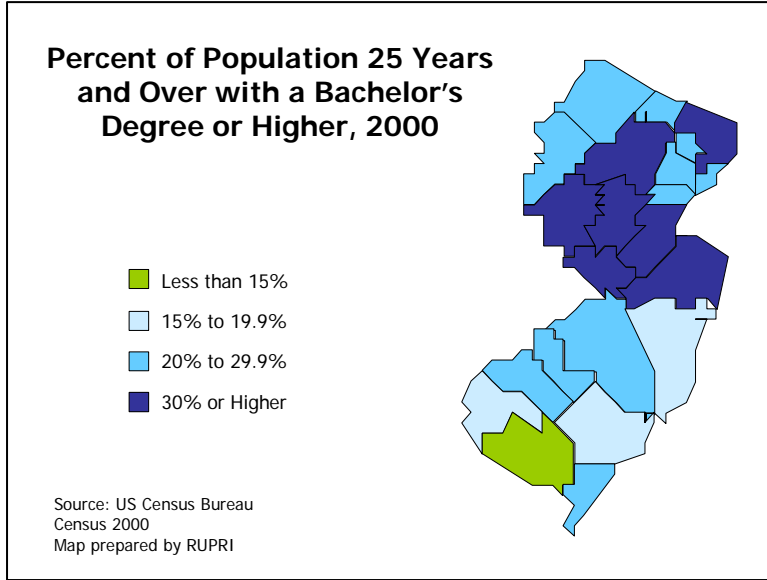 Percent of Population 25 Years
and Over with a Bachelor's
Degree or Higher, 2000
Less than 15%
15% to 19.9%
20% to 29.9%
30% or Higher
Source: US Census Bureau
Census 2000
Map prepared by RUPRI